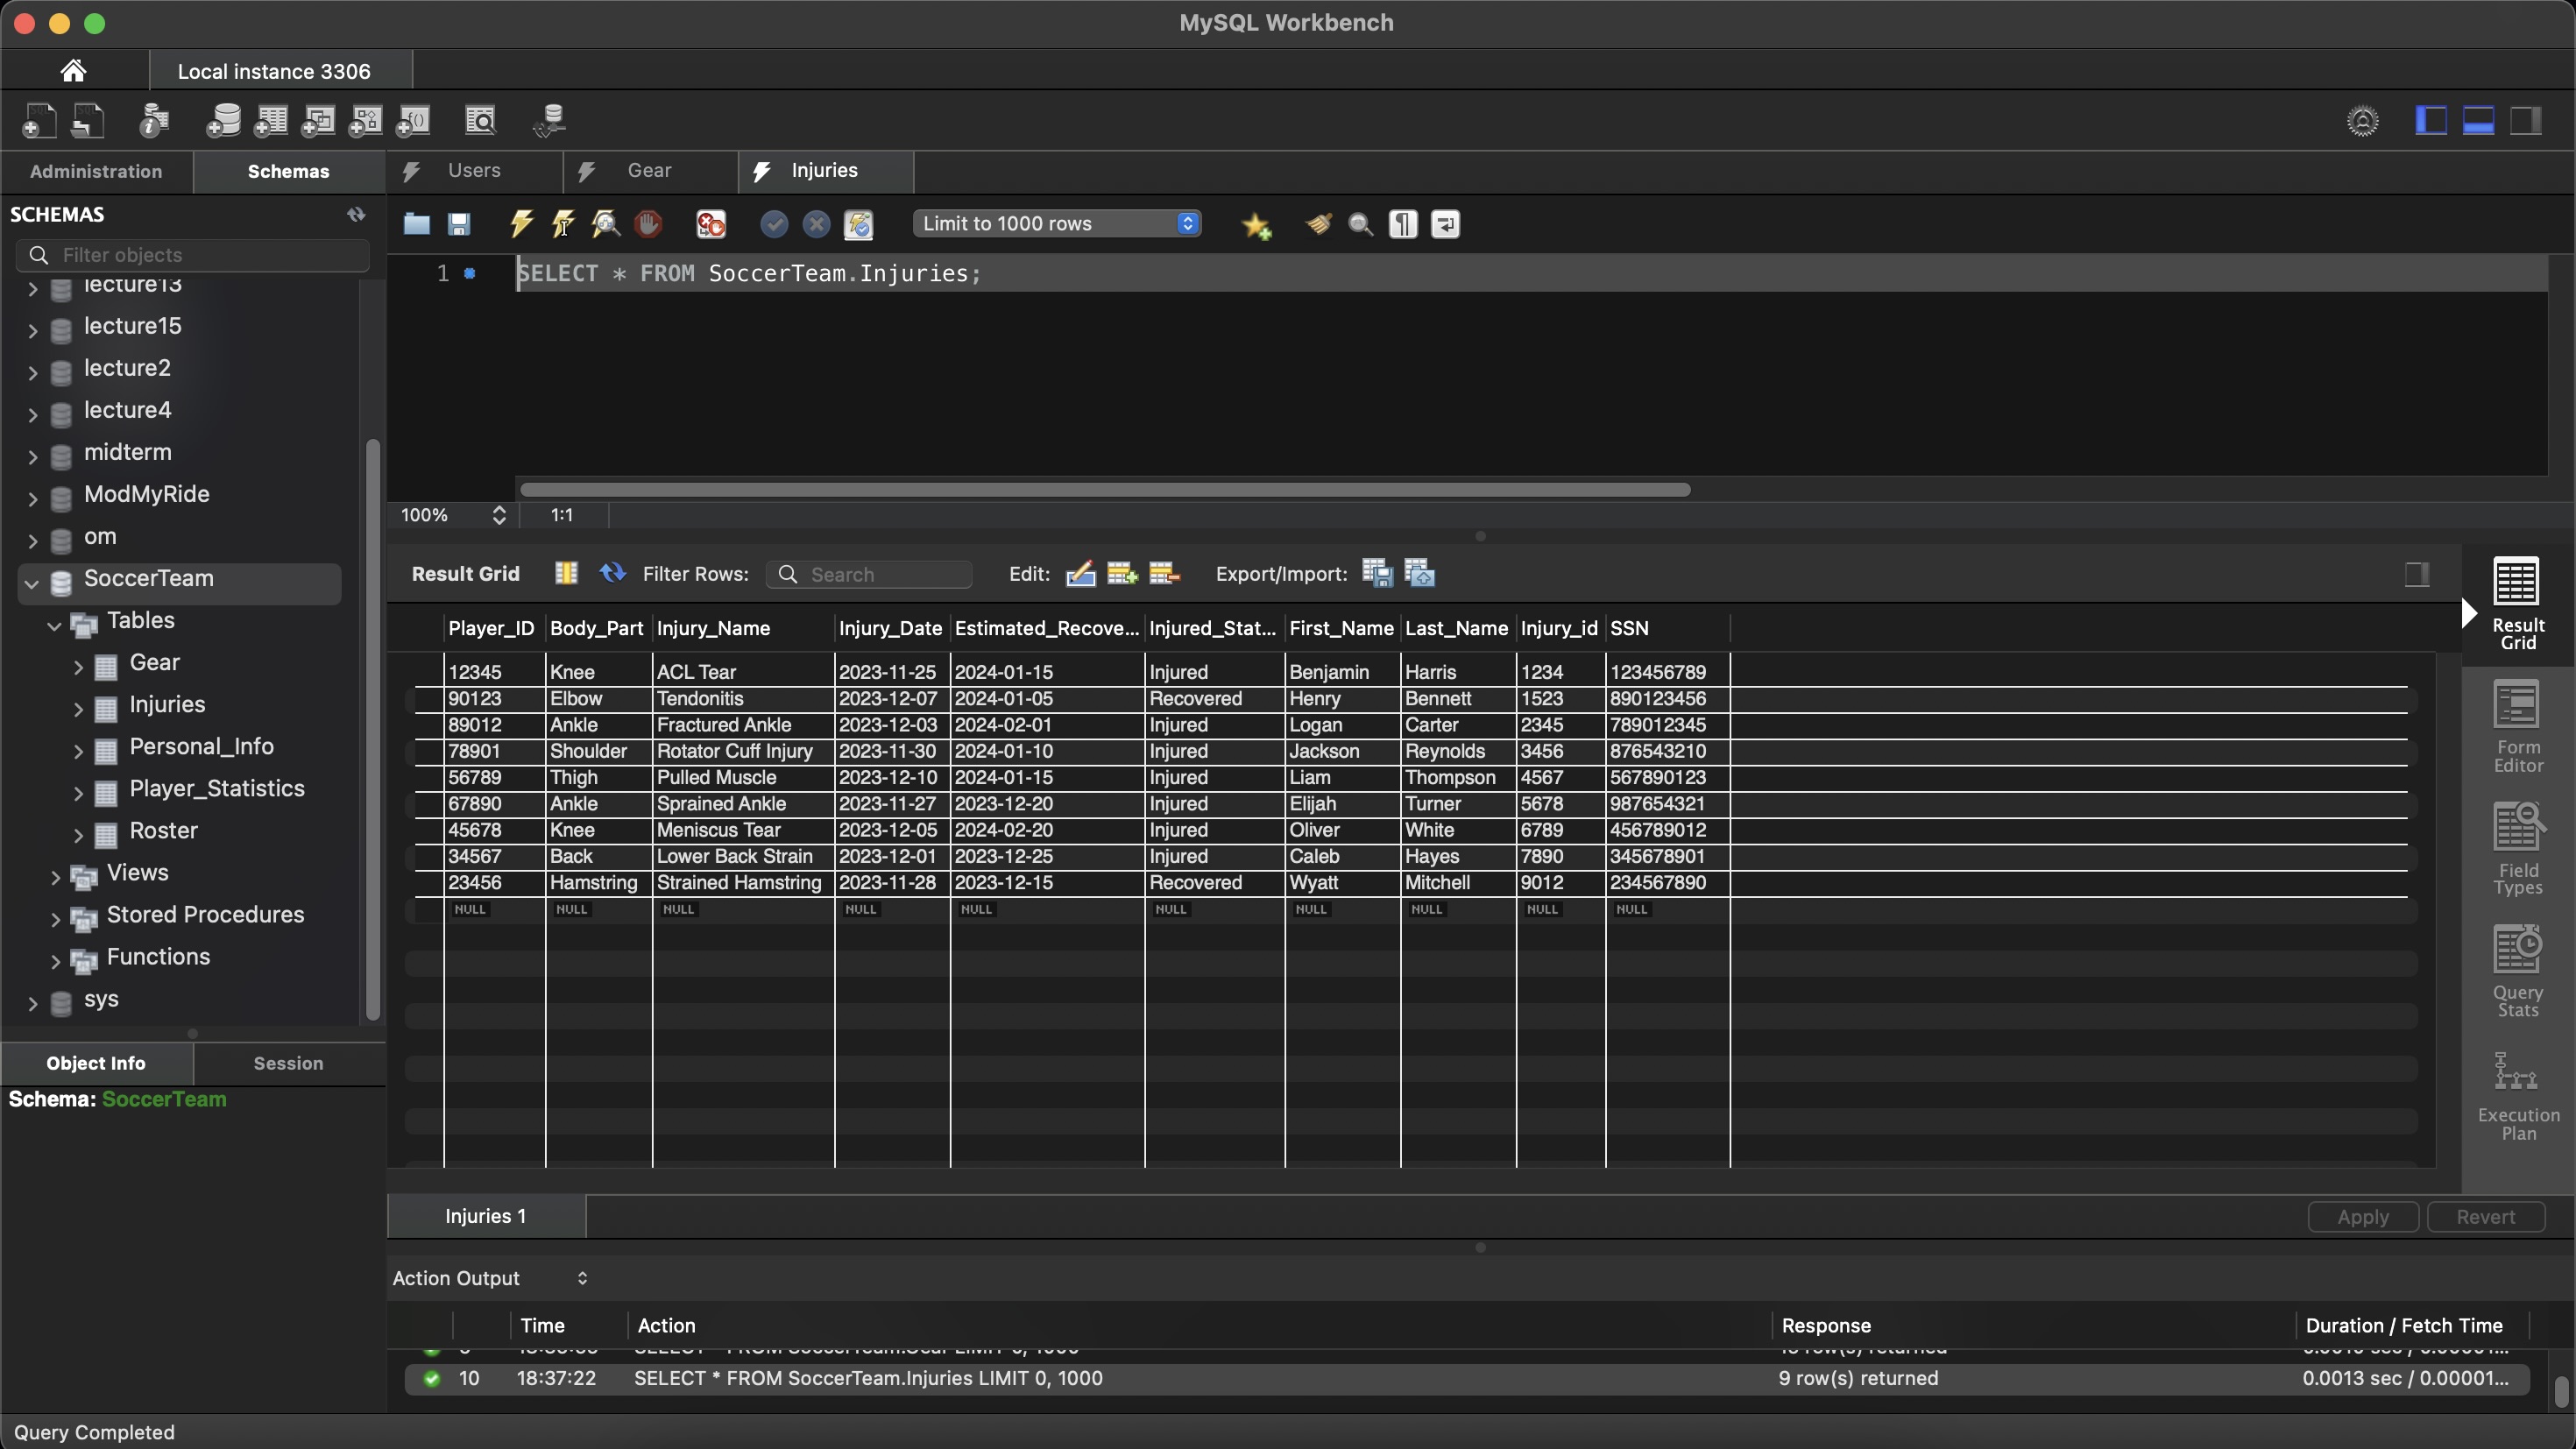 MySQL Workbench
Local instance 3306
Administration Schemas
Users Gear Injuries
SCHEMAS
Filter objects
Limit to 1000 rows
1 SELECT * FROM SoccerTeam.Injuries;
lecture13
lecture15
lecture2
lecture4
midterm
ModMyRide
om
SoccerTeam
Tables
Gear
Injuries
Personal_Info
Player_Statistics
Roster
Views
Stored Procedures
Functions
sys
Object Info Session
Schema: SoccerTeam
100% 1:1
Result Grid Filter Rows: Search Edit: Export/Import:
Player_ID Body_Part Injury_Name Injury_Date Estimated_Recove... Injured_Stat... First_Name Last_Name Injury_id SSN
12345 Knee ACL Tear 2023-11-25 2024-01-15 Injured Benjamin Harris 1234 123456789
90123 Elbow Tendonitis 2023-12-07 2024-01-05 Recovered Henry Bennett 1523 890123456
89012 Ankle Fractured Ankle 2023-12-03 2024-02-01 Injured Logan Carter 2345 789012345
78901 Shoulder Rotator Cuff Injury 2023-11-30 2024-01-10 Injured Jackson Reynolds 3456 876543210
56789 Thigh Pulled Muscle 2023-12-10 2024-01-15 Injured Liam Thompson 4567 567890123
67890 Ankle Sprained Ankle 2023-11-27 2023-12-20 Injured Elijah Turner 5678 987654321
45678 Knee Meniscus Tear 2023-12-05 2024-02-20 Injured Oliver White 6789 456789012
34567 Back Lower Back Strain 2023-12-01 2023-12-25 Injured Caleb Hayes 7890 345678901
23456 Hamstring Strained Hamstring 2023-11-28 2023-12-15 Recovered Wyatt Mitchell 9012 234567890
NULL NULL NULL NULL NULL NULL NULL NULL NULL NULL
Result
Grid
Form
Editor
Field
Types
Query
Stats
Execution
Plan
Injuries 1
Apply Revert
Action Output
Time Action Response Duration / Fetch Time
10 18:37:22 SELECT * FROM SoccerTeam.Injuries LIMIT 0, 1000 9 row(s) returned 0.0013 sec / 0.00001...
Query Completed